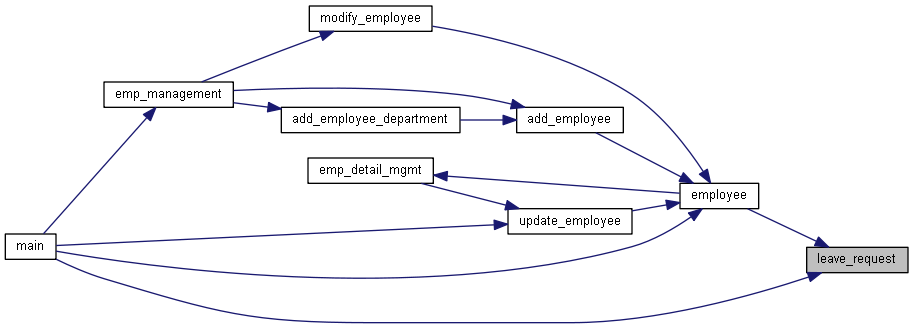 modify_employee
emp_management
add_employee_department
add_employee
emp_detail_mgmt
employee
update_employee
main
leave_request